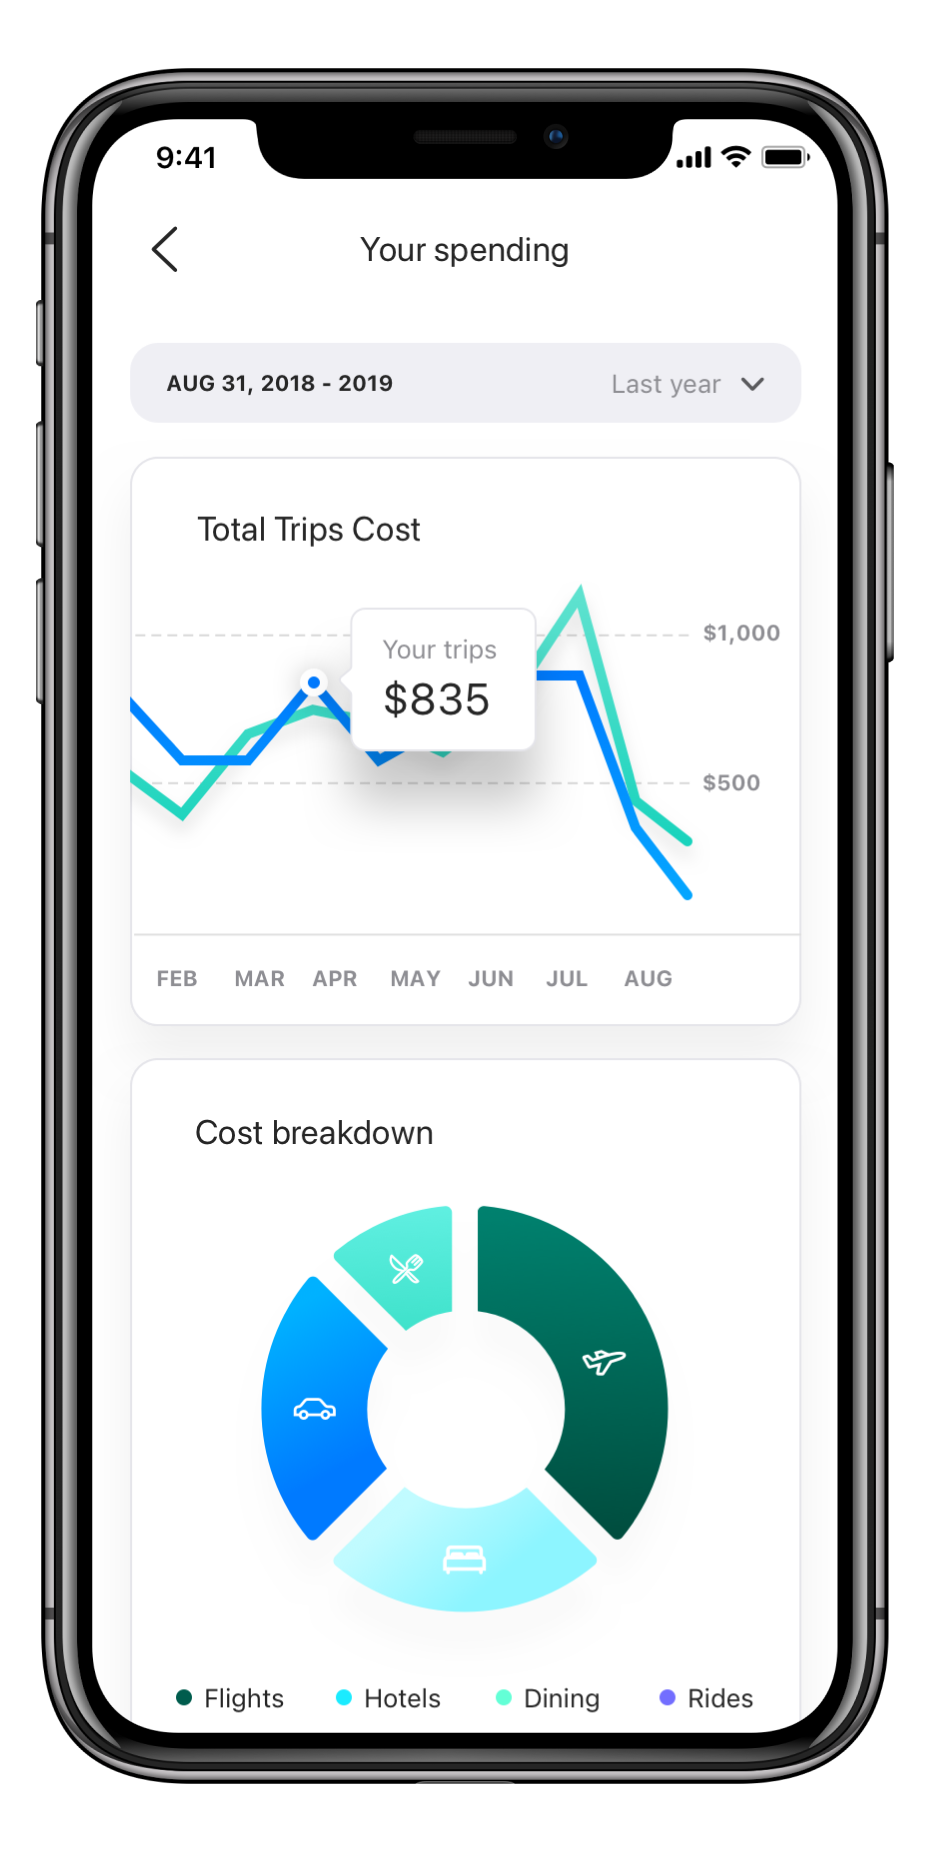 9:41
Your spending
AUG 31, 2018 - 2019 Last year
Total Trips Cost
$1,000
Your trips
$835
$500
FEB MAR APR MAY JUN JUL AUG
Cost breakdown
Flights Hotels Dining Rides